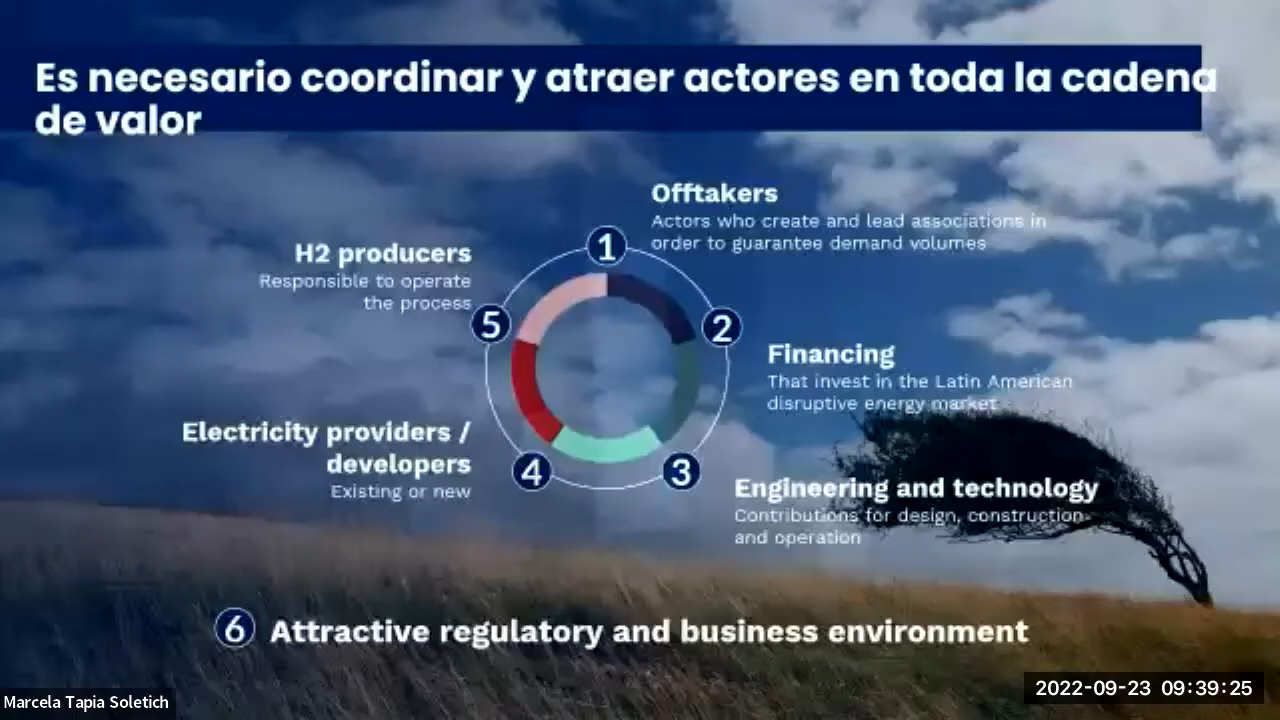 Es necesario coordinar y atraer actores en toda la cadena
de valor
1
Offtakers
Actors who create and lead associations in
order to guarantee demand volumes
2
Financing
That invest in the Latin American
disruptive energy market
3
Engineering and technology
Contributions for design, construction
and operation
4
Electricity providers /
developers
Existing or new
5
H2 producers
Responsible to operate
the process
6 Attractive regulatory and business environment
Marcela Tapia Soletich
2022-09-23 09:39:25